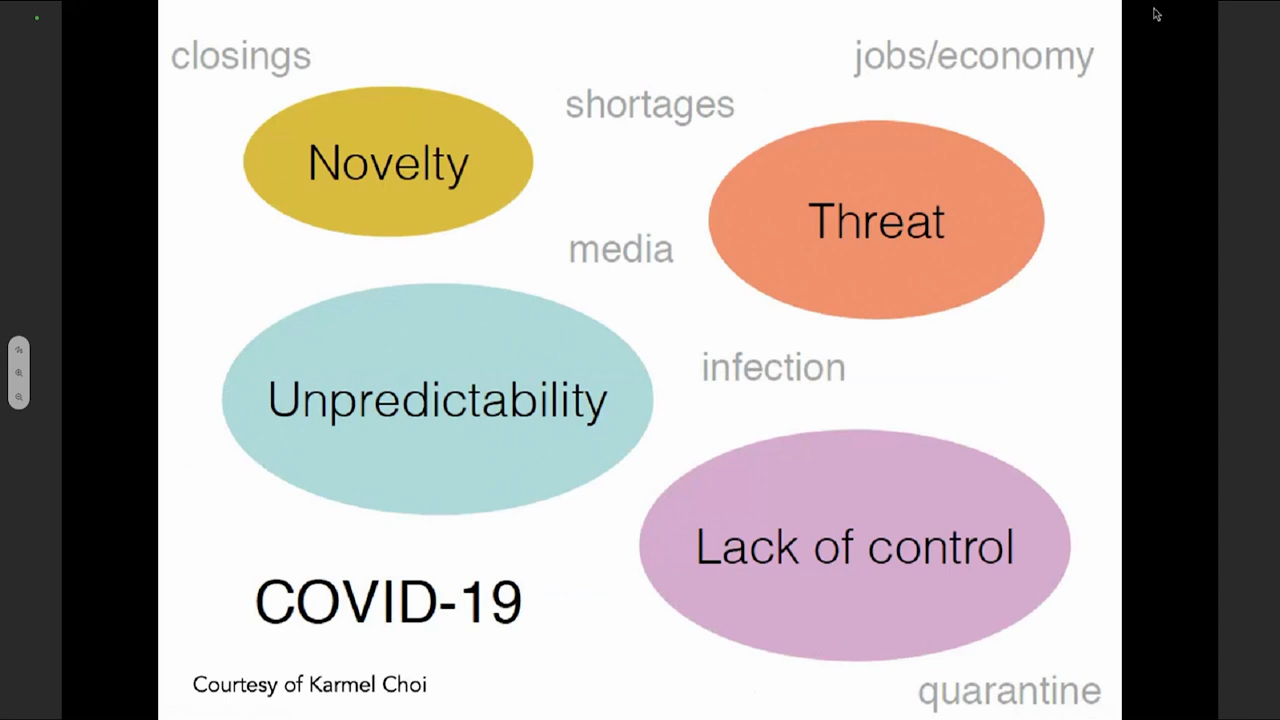 closings
jobs/economy
shortages
Novelty
Threat
media
infection
Unpredictability
Lack of control
COVID-19
Courtesy of Karmel Choi
quarantine